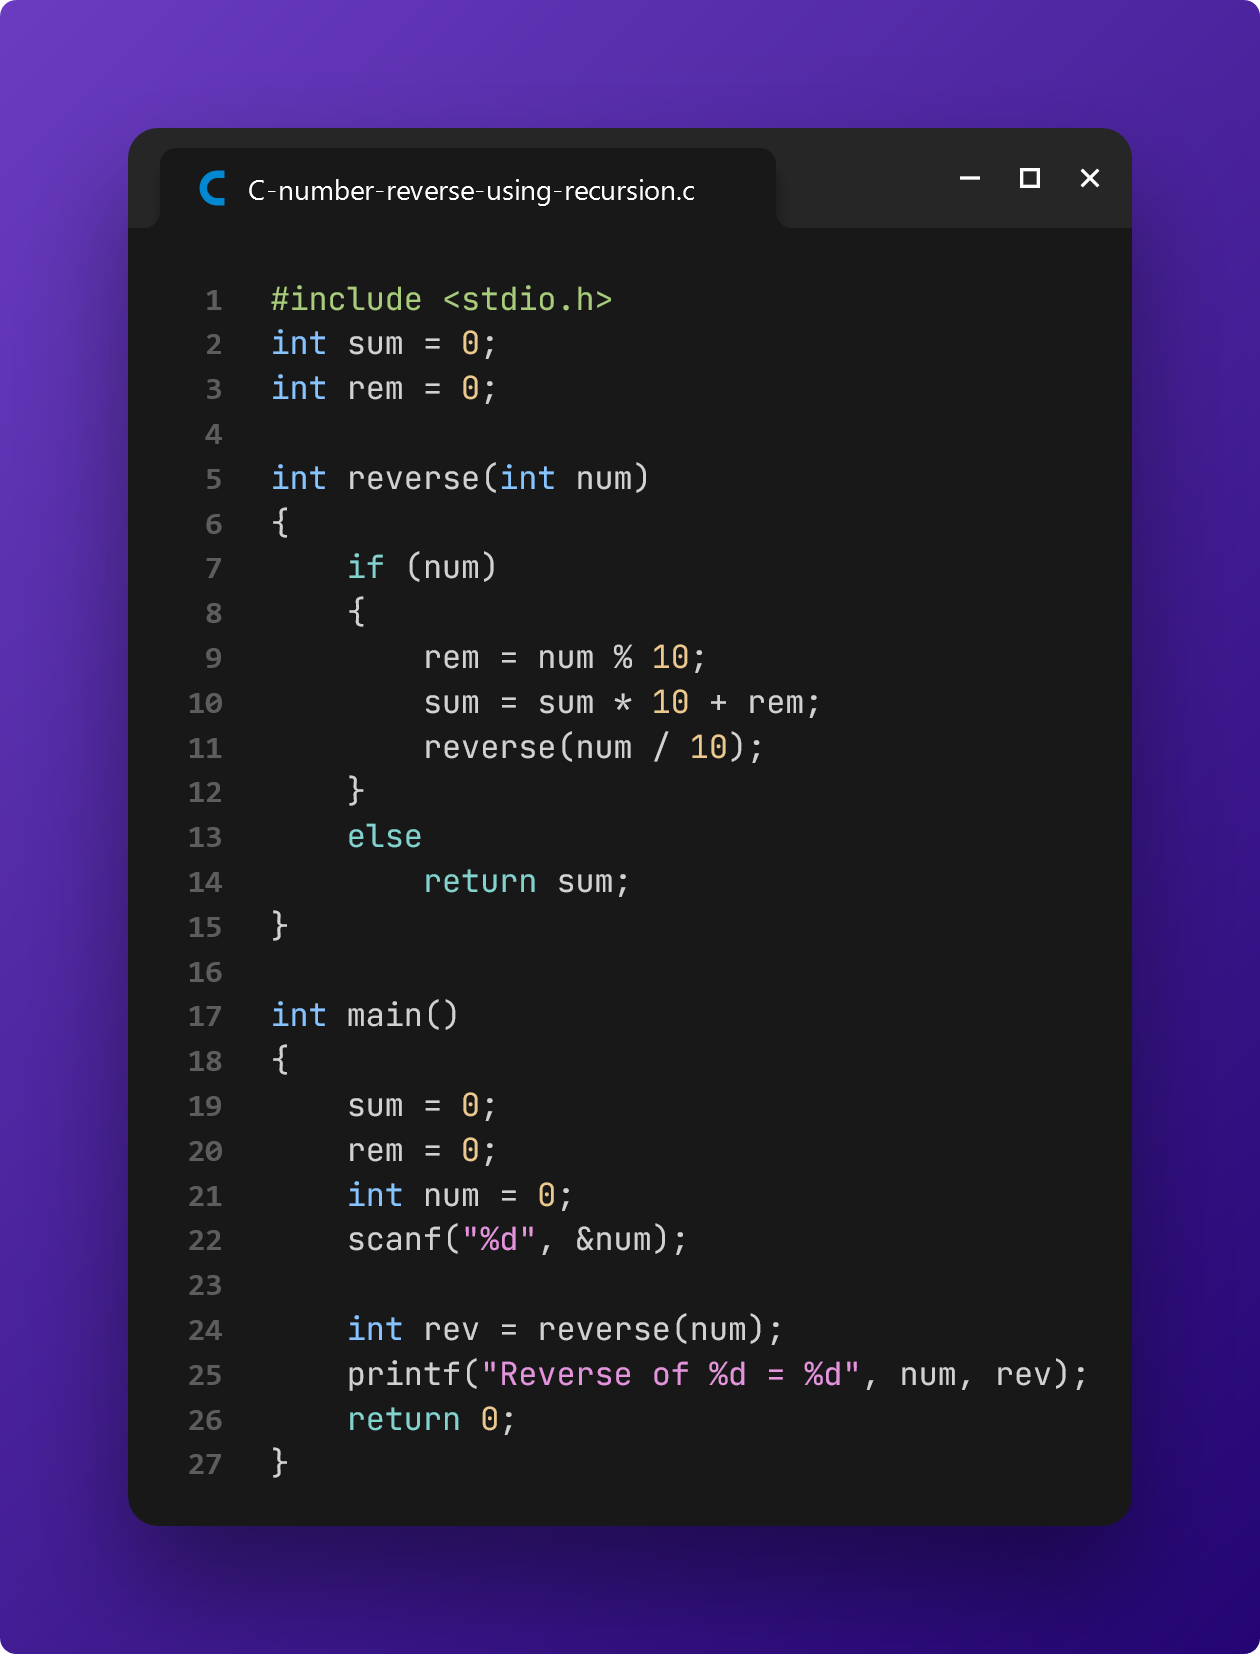 C-number-reverse-using-recursion.c
1 #include <stdio.h>
2 int sum = 0;
3 int rem = 0;
4
5 int reverse(int num)
6 {
7     if (num)
8     {
9         rem = num % 10;
10         sum = sum * 10 + rem;
11         reverse(num / 10);
12     }
13     else
14         return sum;
15 }
16
17 int main()
18 {
19     sum = 0;
20     rem = 0;
21     int num = 0;
22     scanf("%d", &num);
23
24     int rev = reverse(num);
25     printf("Reverse of %d = %d", num, rev);
26     return 0;
27 }